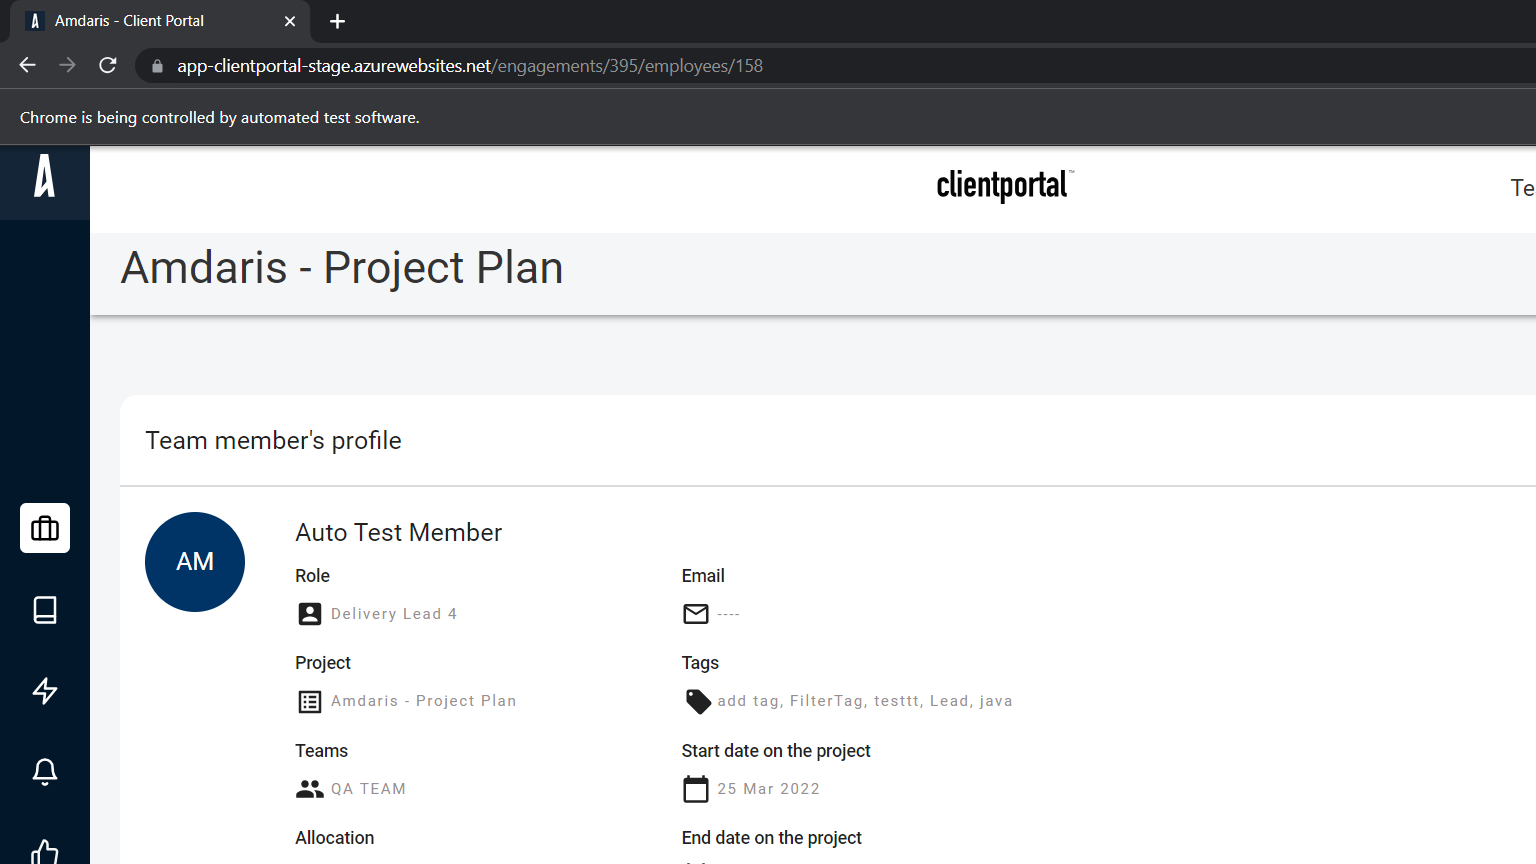 Amdaris - Client Portal
app-clientportal-stage.azurewebsites.net/engagements/395/employees/158
Chrome is being controlled by automated test software.
clientportal™
Te
Amdaris - Project Plan
Team member's profile
AM
Auto Test Member
Role
Email
Delivery Lead 4
----
Project
Tags
Amdaris - Project Plan
add tag, FilterTag, testtt, Lead, java
Teams
Start date on the project
QA TEAM
25 Mar 2022
Allocation
End date on the project